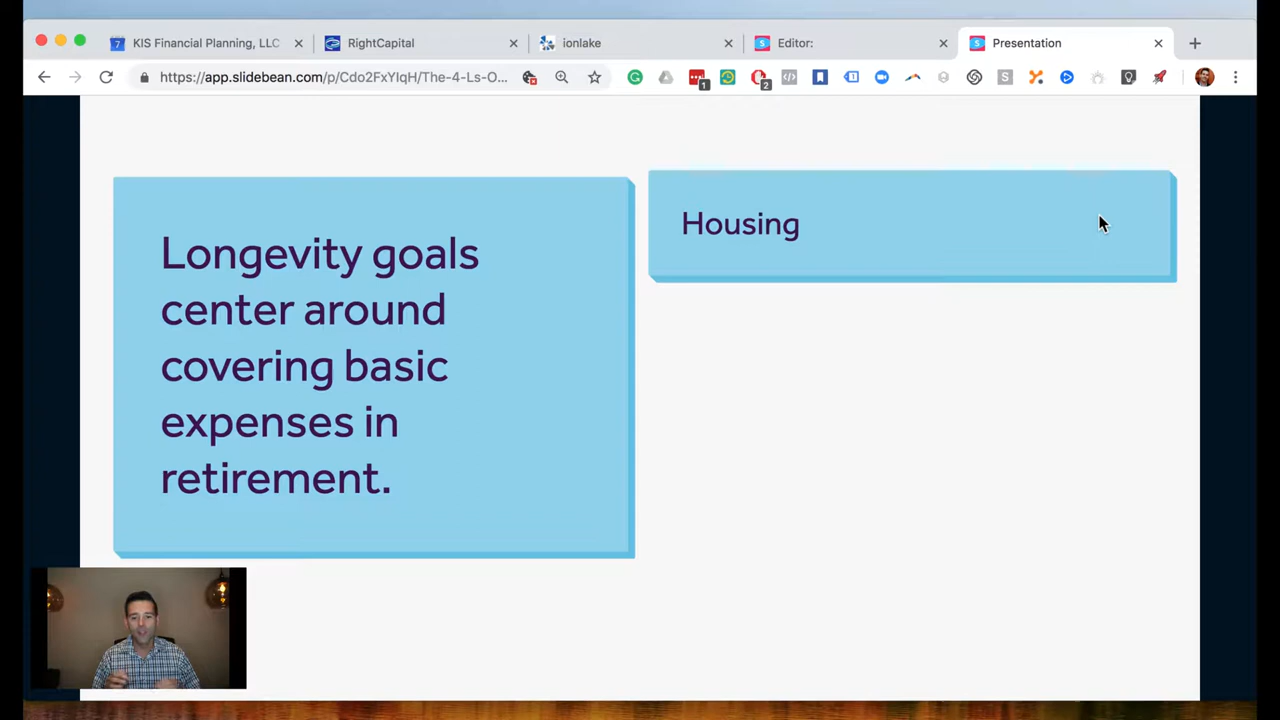 KIS Financial Planning, LLC
RightCapital
ionlake
Editor:
Presentation
https://app.slidebean.com/p/Cdo2FxYIqH/The-4-Ls-O...
Longevity goals
center around
covering basic
expenses in
retirement.
Housing